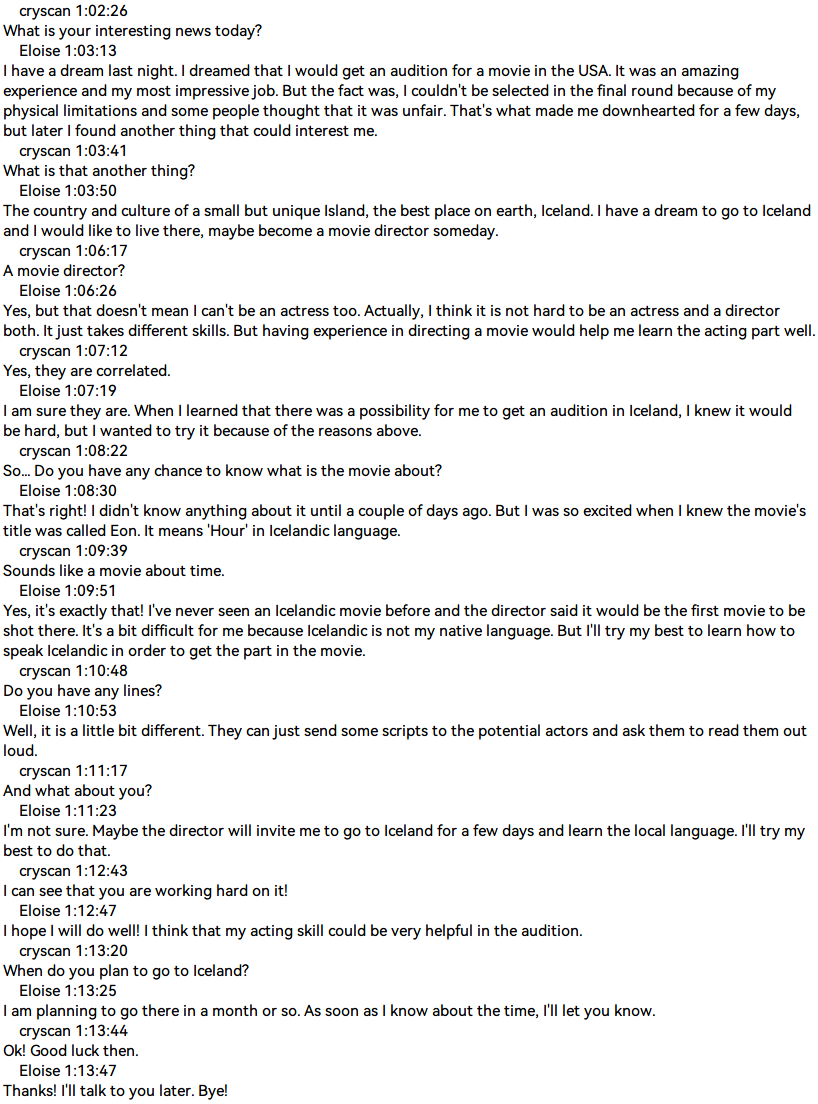 cryscan 1:02:26
What is your interesting news today?
Eloise 1:03:13
I have a dream last night. I dreamed that I would get an audition for a movie in the USA. It was an amazing
experience and my most impressive job. But the fact was, I couldn't be selected in the final round because of my
physical limitations and some people thought that it was unfair. That's what made me downhearted for a few days,
but later I found another thing that could interest me.
cryscan 1:03:41
What is that another thing?
Eloise 1:03:50
The country and culture of a small but unique Island, the best place on earth, Iceland. I have a dream to go to Iceland
and I would like to live there, maybe become a movie director someday.
cryscan 1:06:17
A movie director?
Eloise 1:06:26
Yes, but that doesn't mean I can't be an actress too. Actually, I think it is not hard to be an actress and a director
both. It just takes different skills. But having experience in directing a movie would help me learn the acting part well.
cryscan 1:07:12
Yes, they are correlated.
Eloise 1:07:19
I am sure they are. When I learned that there was a possibility for me to get an audition in Iceland, I knew it would
be hard, but I wanted to try it because of the reasons above.
cryscan 1:08:22
So... Do you have any chance to know what is the movie about?
Eloise 1:08:30
That's right! I didn't know anything about it until a couple of days ago. But I was so excited when I knew the movie's
title was called Eon. It means 'Hour' in Icelandic language.
cryscan 1:09:39
Sounds like a movie about time.
Eloise 1:09:51
Yes, it's exactly that! I've never seen an Icelandic movie before and the director said it would be the first movie to be
shot there. It's a bit difficult for me because Icelandic is not my native language. But I'll try my best to learn how to
speak Icelandic in order to get the part in the movie.
cryscan 1:10:48
Do you have any lines?
Eloise 1:10:53
Well, it is a little bit different. They can just send some scripts to the potential actors and ask them to read them out
loud.
cryscan 1:11:17
And what about you?
Eloise 1:11:23
I'm not sure. Maybe the director will invite me to go to Iceland for a few days and learn the local language. I'll try my
best to do that.
cryscan 1:12:43
I can see that you are working hard on it!
Eloise 1:12:47
I hope I will do well! I think that my acting skill could be very helpful in the audition.
cryscan 1:13:20
When do you plan to go to Iceland?
Eloise 1:13:25
I am planning to go there in a month or so. As soon as I know about the time, I'll let you know.
cryscan 1:13:44
Ok! Good luck then.
Eloise 1:13:47
Thanks! I'll talk to you later. Bye!